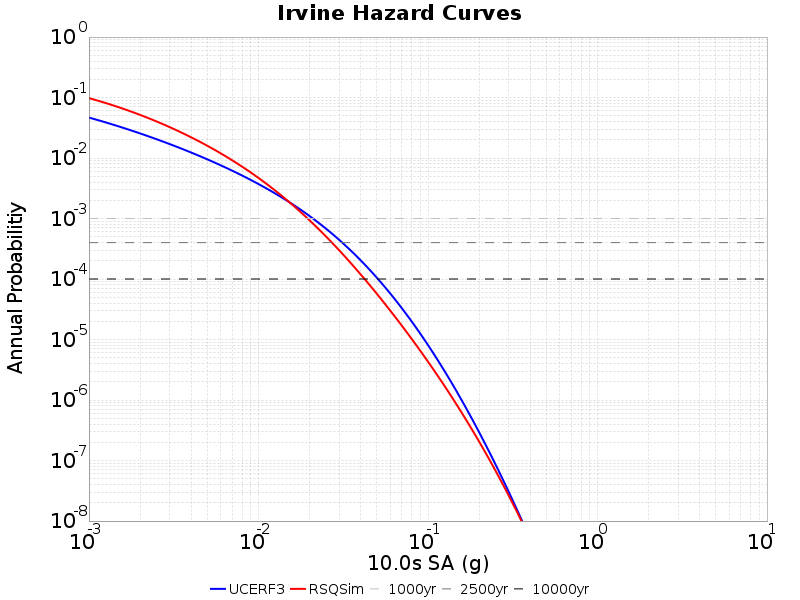 Irvine Hazard Curves
Annual Probabilitiy
10^0
10^-1
10^-2
10^-3
10^-4
10^-5
10^-6
10^-7
10^-8
10^-3 10^-2 10^-1 10^0 10^1
10.0s SA (g)
UCERF3 RSQSim 1000yr 2500yr 10000yr